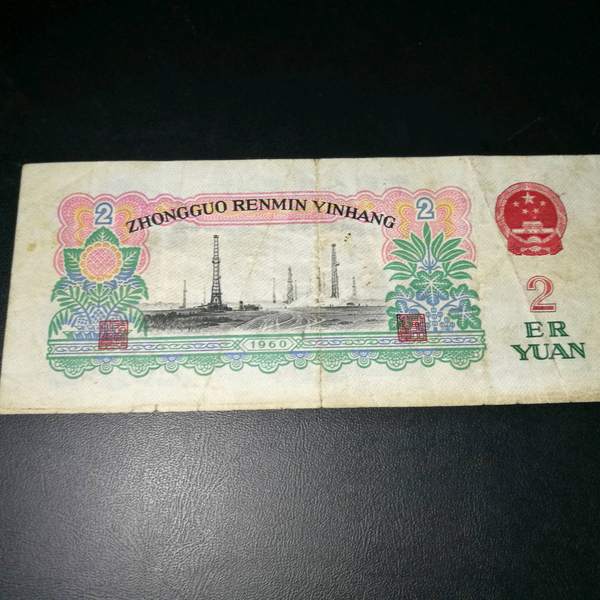 2
ZHONGGUO RENMIN YINHANG
2
1960
2
ER
YUAN